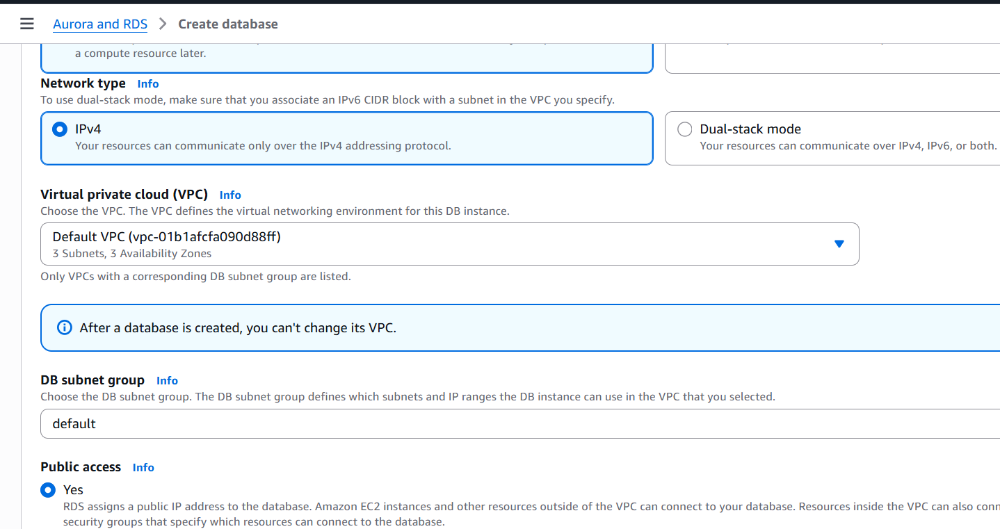 Aurora and RDS > Create database
a compute resource later.
Network type Info
To use dual-stack mode, make sure that you associate an IPv6 CIDR block with a subnet in the VPC you specify.
IPv4
Your resources can communicate only over the IPv4 addressing protocol.
Dual-stack mode
Your resources can communicate over IPv4, IPv6, or both.
Virtual private cloud (VPC) Info
Choose the VPC. The VPC defines the virtual networking environment for this DB instance.
Default VPC (vpc-01b1afcfa090d88ff)
3 Subnets, 3 Availability Zones
Only VPCs with a corresponding DB subnet group are listed.
After a database is created, you can't change its VPC.
DB subnet group Info
Choose the DB subnet group. The DB subnet group defines which subnets and IP ranges the DB instance can use in the VPC that you selected.
default
Public access Info
Yes
RDS assigns a public IP address to the database. Amazon EC2 instances and other resources outside of the VPC can connect to your database. Resources inside the VPC can also
security groups that specify which resources can connect to the database.